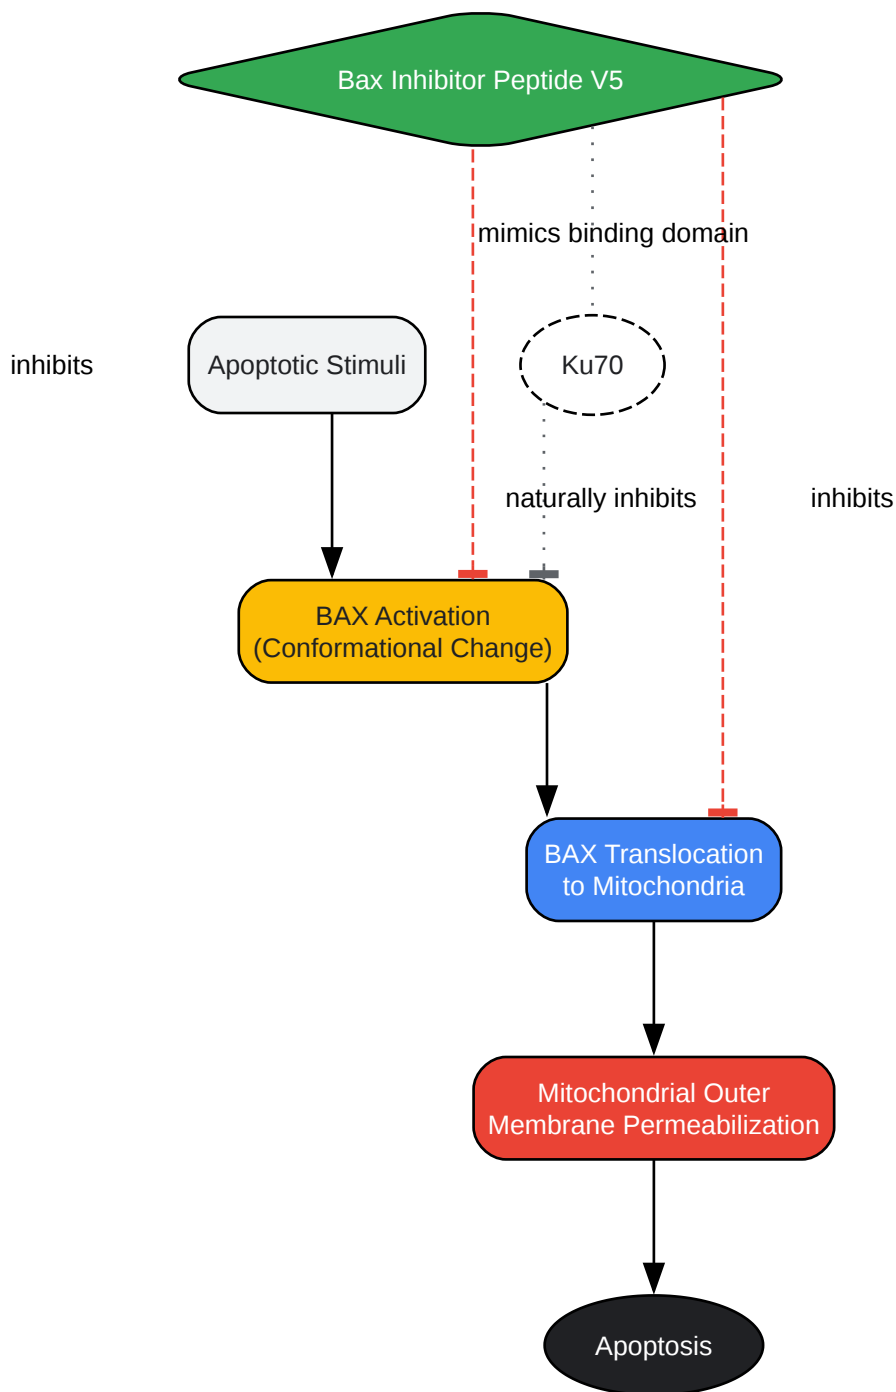 Bax Inhibitor Peptide V5
mimics binding domain
inhibits
Apoptotic Stimuli
Ku70
naturally inhibits
inhibits
BAX Activation
(Conformational Change)
BAX Translocation
to Mitochondria
Mitochondrial Outer
Membrane Permeabilization
Apoptosis